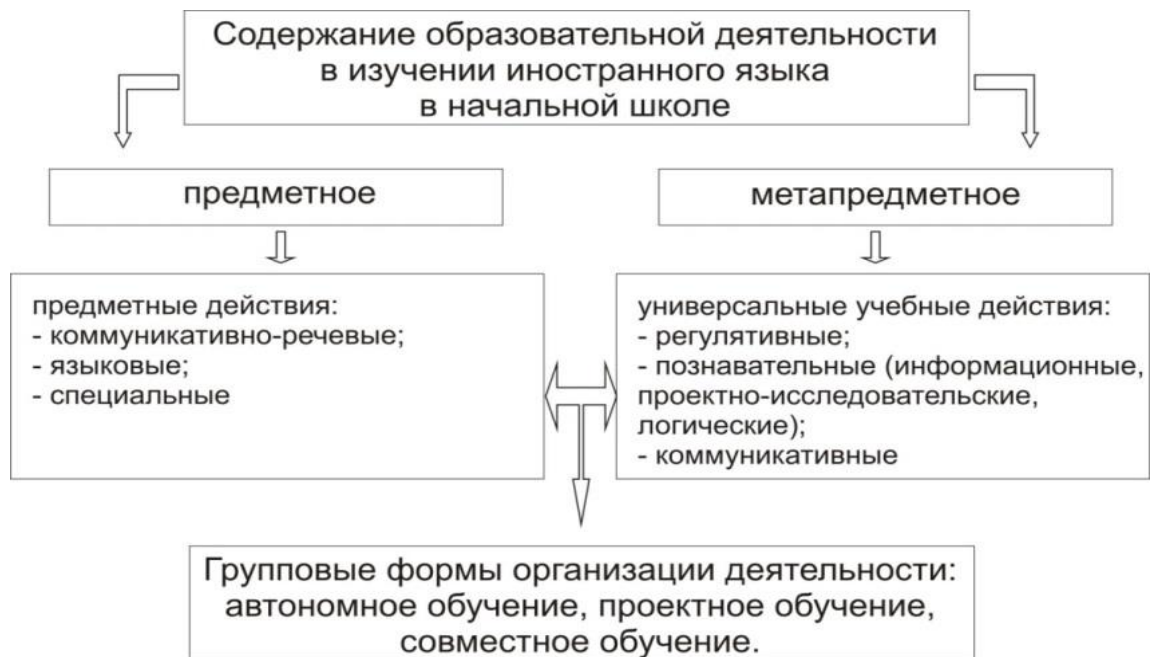 Содержание образовательной деятельности
в изучении иностранного языка
в начальной школе
предметное
метапредметное
предметные действия:
- коммуникативно-речевые;
- языковые;
- специальные
универсальные учебные действия:
- регулятивные;
- познавательные (информационные,
проектно-исследовательские,
логические);
- коммуникативные
Групповые формы организации деятельности:
автономное обучение, проектное обучение,
совместное обучение.